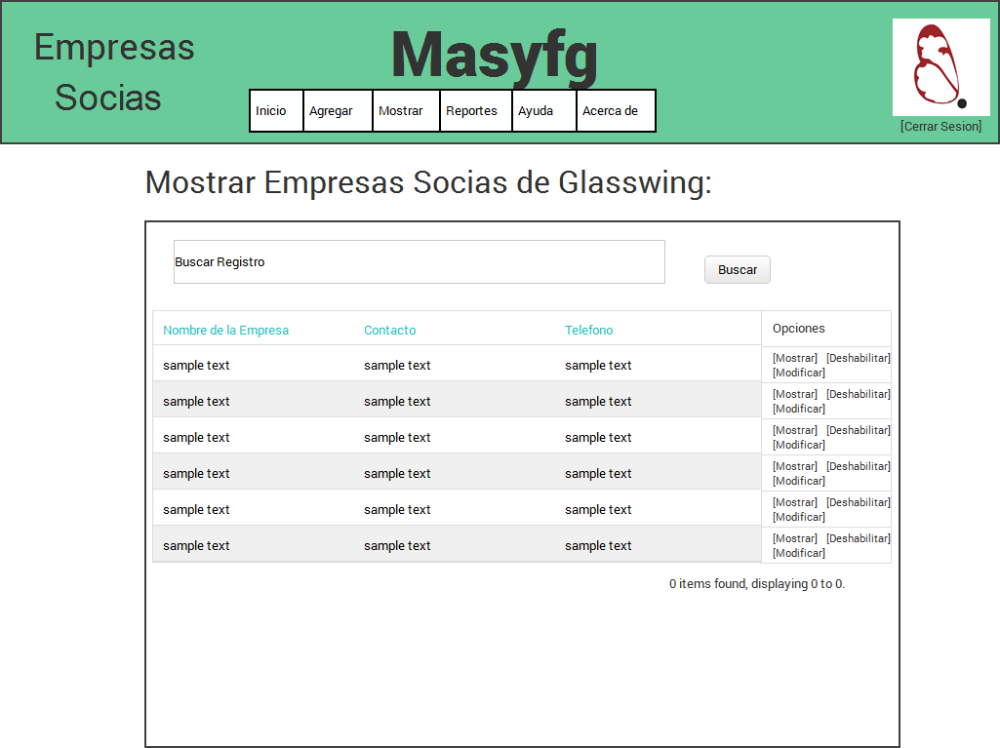 Empresas
Socias
Masyfg
Inicio Agregar Mostrar Reportes Ayuda Acerca de
[Cerrar Sesion]
Mostrar Empresas Socias de Glasswing:
Buscar Registro Buscar
Nombre de la Empresa Contacto Telefono Opciones
sample text sample text sample text [Mostrar] [Deshabilitar]
[Modificar]
sample text sample text sample text [Mostrar] [Deshabilitar]
[Modificar]
sample text sample text sample text [Mostrar] [Deshabilitar]
[Modificar]
sample text sample text sample text [Mostrar] [Deshabilitar]
[Modificar]
sample text sample text sample text [Mostrar] [Deshabilitar]
[Modificar]
sample text sample text sample text [Mostrar] [Deshabilitar]
[Modificar]
0 items found, displaying 0 to 0.